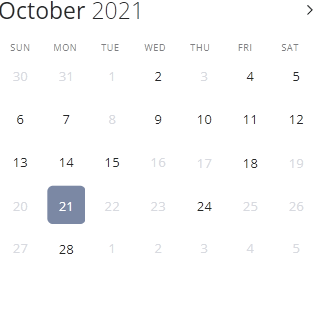 October 2021
SUN MON TUE WED THU FRI SAT
30 31 1 2 3 4 5
6 7 8 9 10 11 12
13 14 15 16 17 18 19
20 21 22 23 24 25 26
27 28 1 2 3 4 5